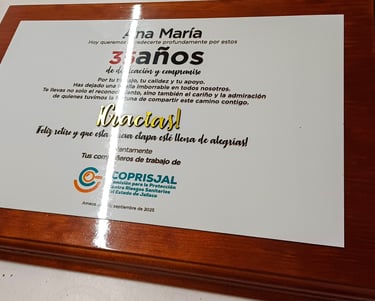 Ana María
Hoy queremos agradecerte profundamente por estos
35 años
de dedicación y compromiso
Por tu trabajo, tu calidez y tu apoyo.
Has dejado una huella imborrable en todos nosotros.
Te llevas no solo el reconocimiento, sino también el cariño y la admiración
de quienes tuvimos la fortuna de compartir este camino contigo.
¡Gracias!
Feliz retiro y que esta nueva etapa esté llena de alegrías!
Atentamente
Tus compañeros de trabajo de
COPRISJAL
Comisión para la Protección
contra Riesgos Sanitarios
del Estado de Jalisco
septiembre de 2025